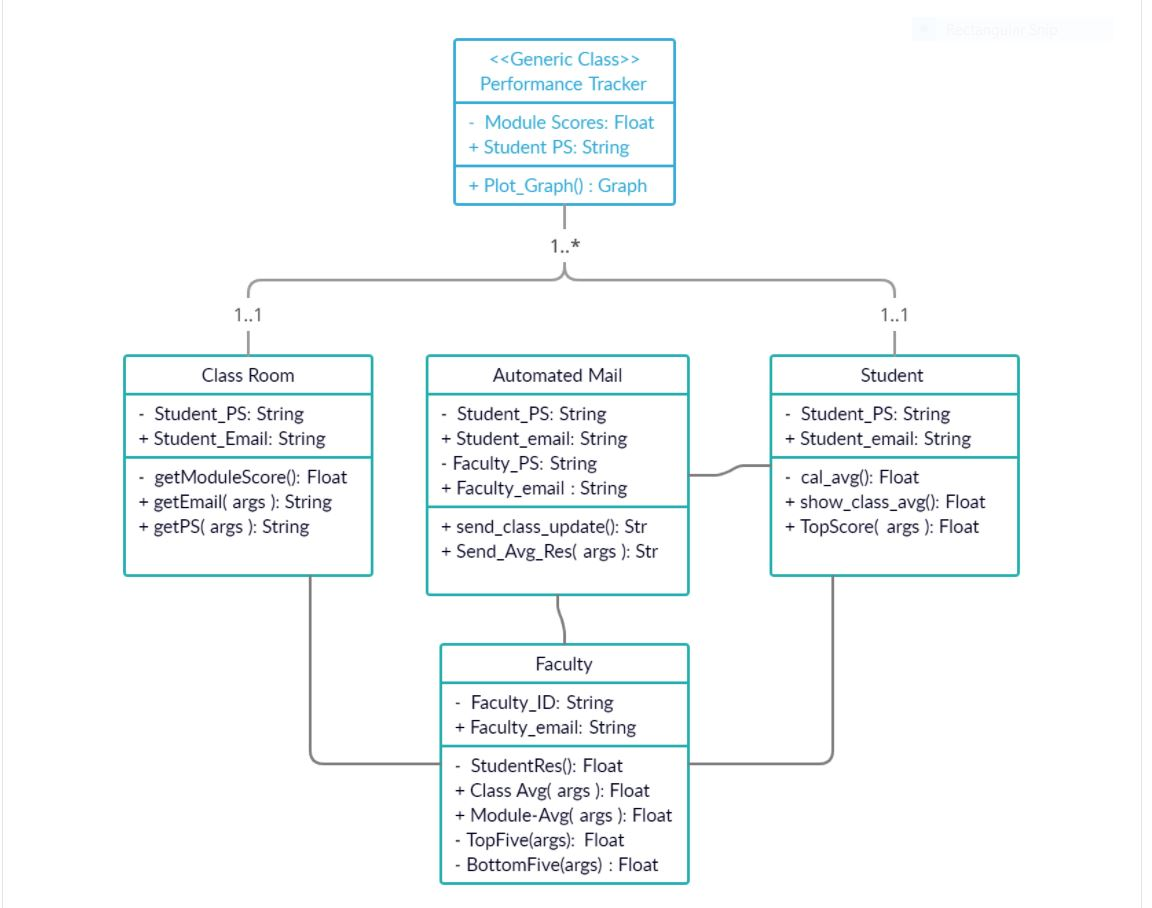 Rectangular Snip
<<Generic Class>>
Performance Tracker
- Module Scores: Float
+ Student PS: String
+ Plot_Graph() : Graph
1..*
1..1
1..1
Class Room
- Student_PS: String
+ Student_Email: String
- getModuleScore(): Float
+ getEmail( args ): String
+ getPS( args ): String
Automated Mail
- Student_PS: String
+ Student_email: String
- Faculty_PS: String
+ Faculty_email : String
+ send_class_update(): Str
+ Send_Avg_Res( args ): Str
Student
- Student_PS: String
+ Student_email: String
- cal_avg(): Float
+ show_class_avg(): Float
+ TopScore( args ): Float
Faculty
- Faculty_ID: String
+ Faculty_email: String
- StudentRes(): Float
+ Class Avg( args ): Float
+ Module-Avg( args ): Float
- TopFive(args): Float
- BottomFive(args) : Float